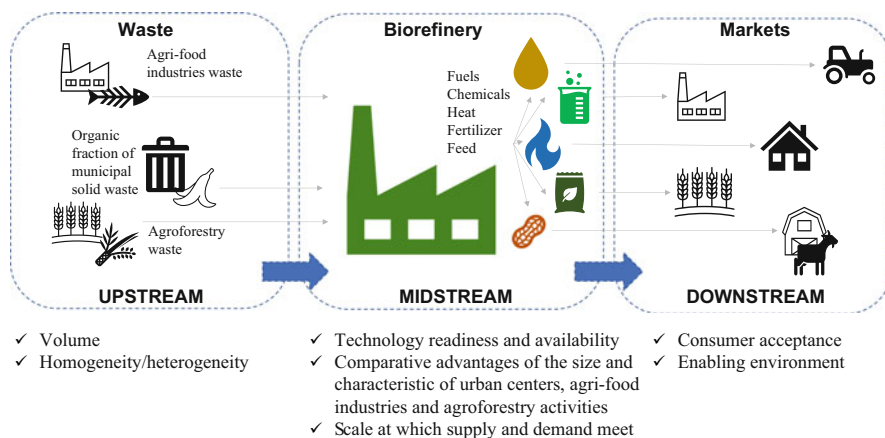 Waste
Agri-food
industries waste
Organic
fraction of
municipal
solid waste
Agroforestry
waste
UPSTREAM
Biorefinery
Fuels
Chemicals
Heat
Fertilizer
Feed
MIDSTREAM
Markets
DOWNSTREAM
✓ Volume
✓ Homogeneity/heterogeneity
✓ Technology readiness and availability
✓ Comparative advantages of the size and
characteristic of urban centers, agri-food
industries and agroforestry activities
✓ Scale at which supply and demand meet
✓ Consumer acceptance
✓ Enabling environment